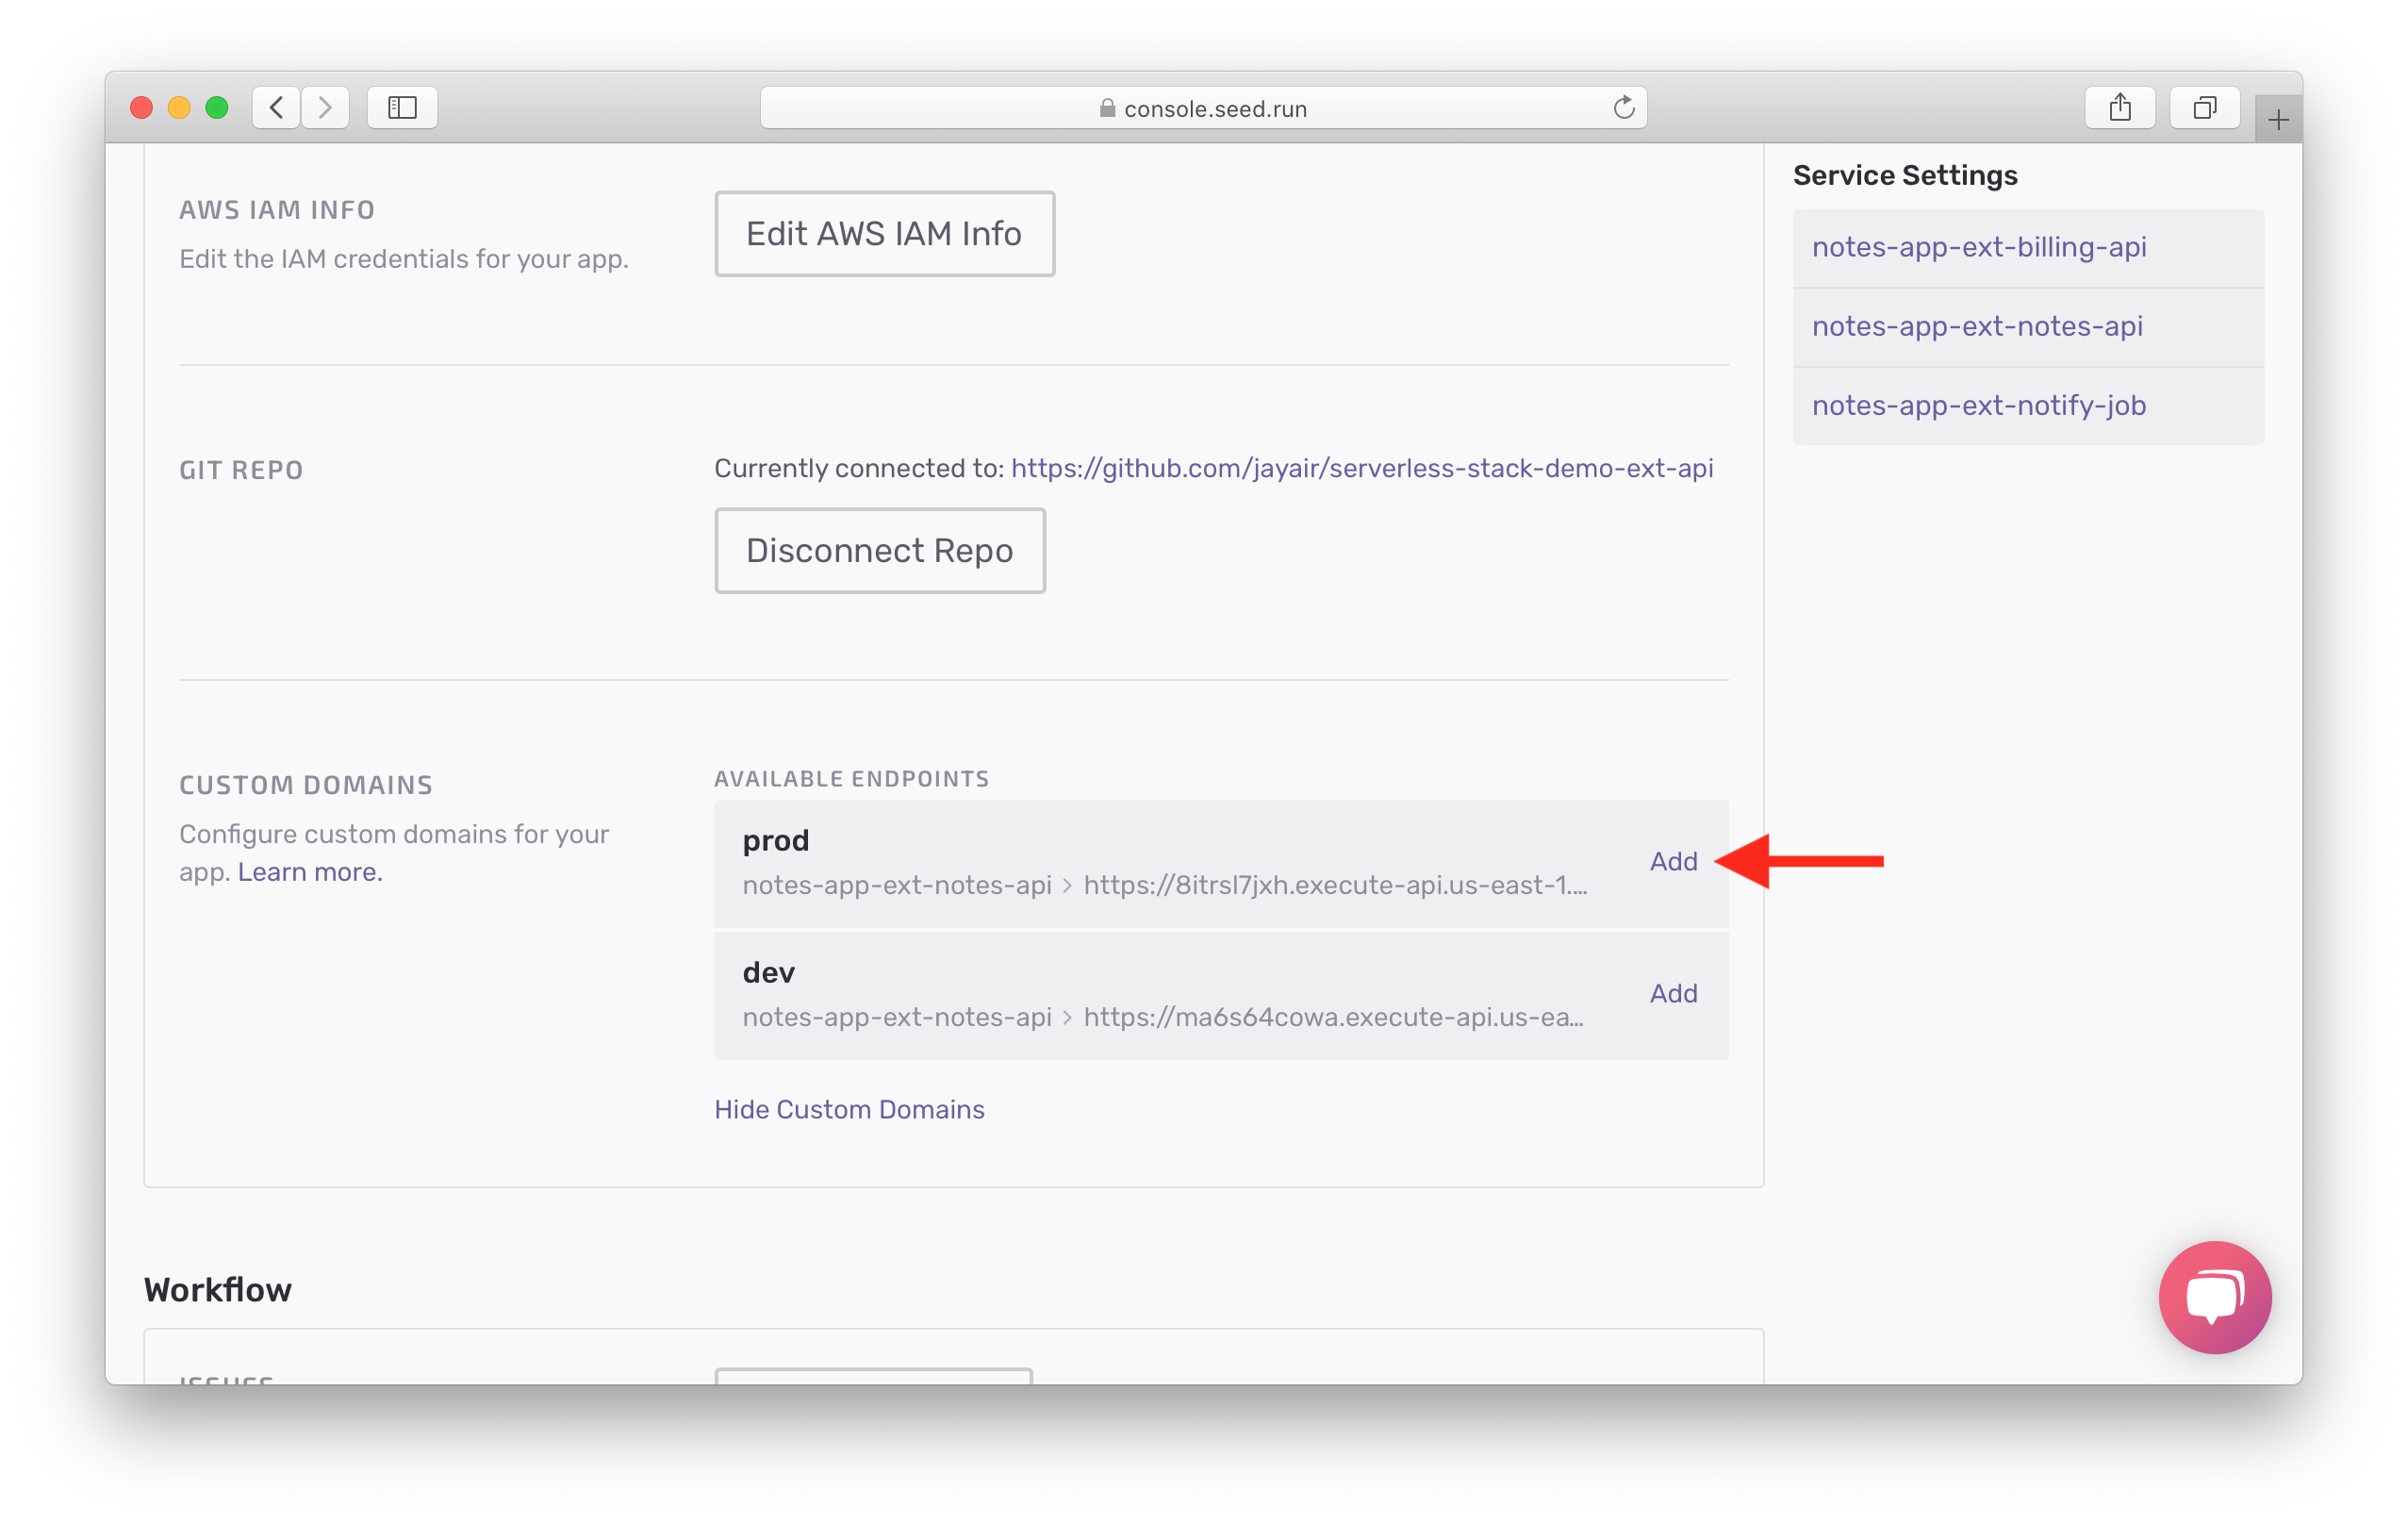 console.seed.run
AWS IAM INFO
Edit the IAM credentials for your app.
Edit AWS IAM Info
GIT REPO
Currently connected to: https://github.com/jayair/serverless-stack-demo-ext-api
Disconnect Repo
CUSTOM DOMAINS
Configure custom domains for your
app. Learn more.
AVAILABLE ENDPOINTS
prod
notes-app-ext-notes-api > https://8itrsl7jxh.execute-api.us-east-1....
Add
dev
notes-app-ext-notes-api > https://ma6s64cowa.execute-api.us-ea...
Add
Hide Custom Domains
Workflow
ISSUES
Service Settings
notes-app-ext-billing-api
notes-app-ext-notes-api
notes-app-ext-notify-job